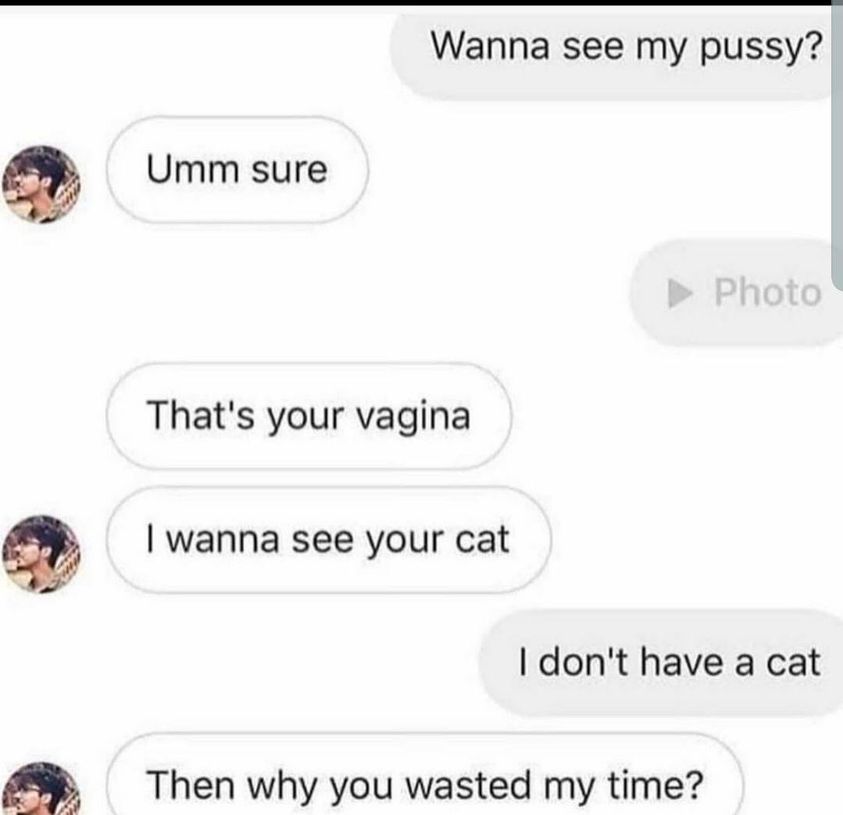 Wanna see my pussy?
Umm sure
Photo
That's your vagina
I wanna see your cat
I don't have a cat
Then why you wasted my time?